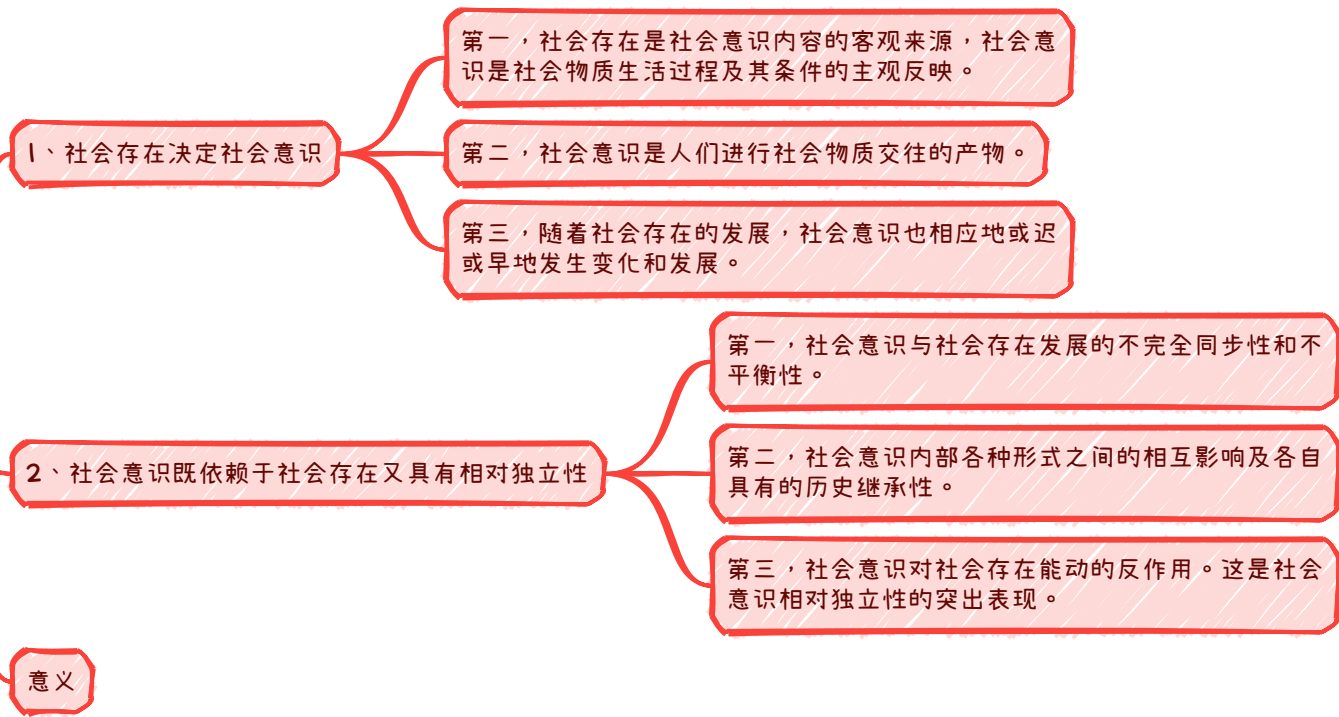 1、社会存在决定社会意识
第一，社会存在是社会意识内容的客观来源，社会意
识是社会物质生活过程及其条件的主观反映。
第二，社会意识是人们进行社会物质交往的产物。
第三，随着社会存在的发展，社会意识也相应地或迟
或早地发生变化和发展。
2、社会意识既依赖于社会存在又具有相对独立性
第一，社会意识与社会存在发展的不完全同步性和不
平衡性。
第二，社会意识内部各种形式之间的相互影响及各自
具有的历史继承性。
第三，社会意识对社会存在能动的反作用。这是社会
意识相对独立性的突出表现。
意义